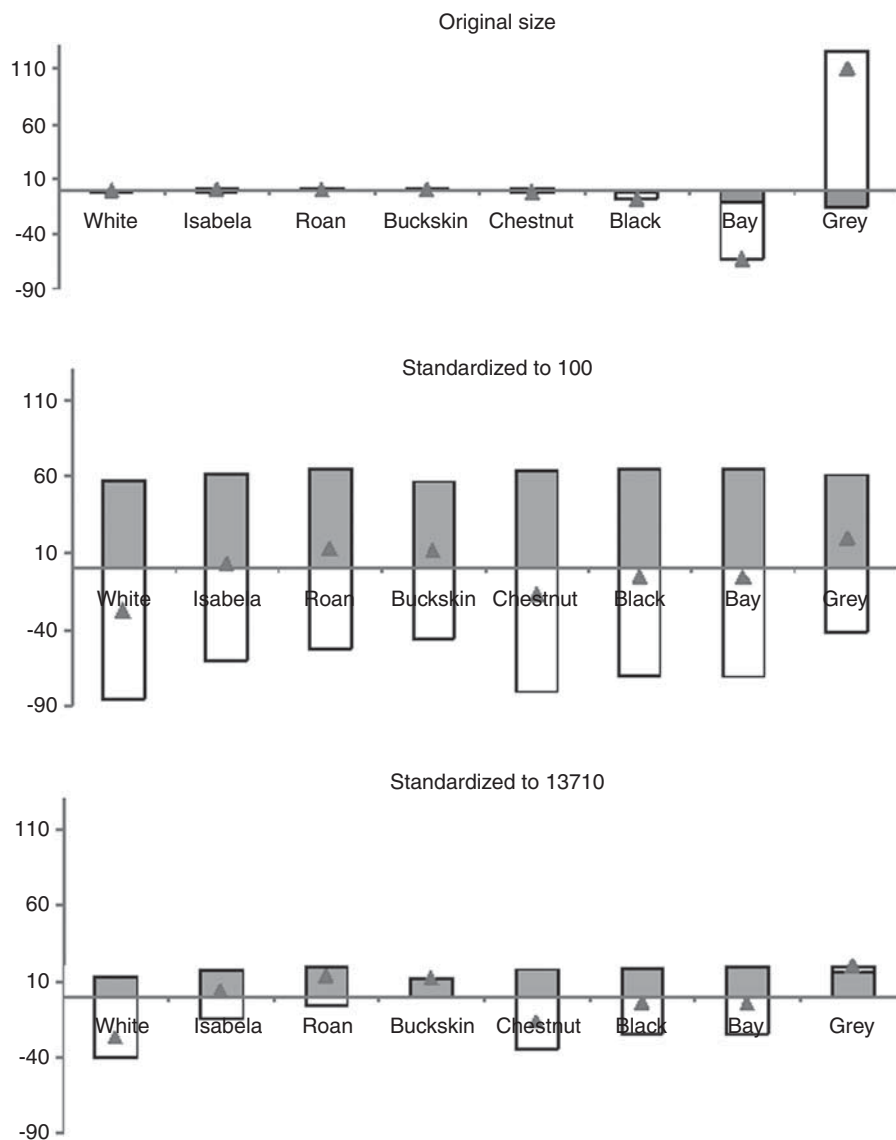 Original size
110
60
10
White Isabela Roan Buckskin Chestnut Black Bay Grey
-40
-90
Standardized to 100
110
60
10
White Isabela Roan Buckskin Chestnut Black Bay Grey
-40
-90
Standardized to 13710
110
60
10
White Isabela Roan Buckskin Chestnut Black Bay Grey
-40
-90